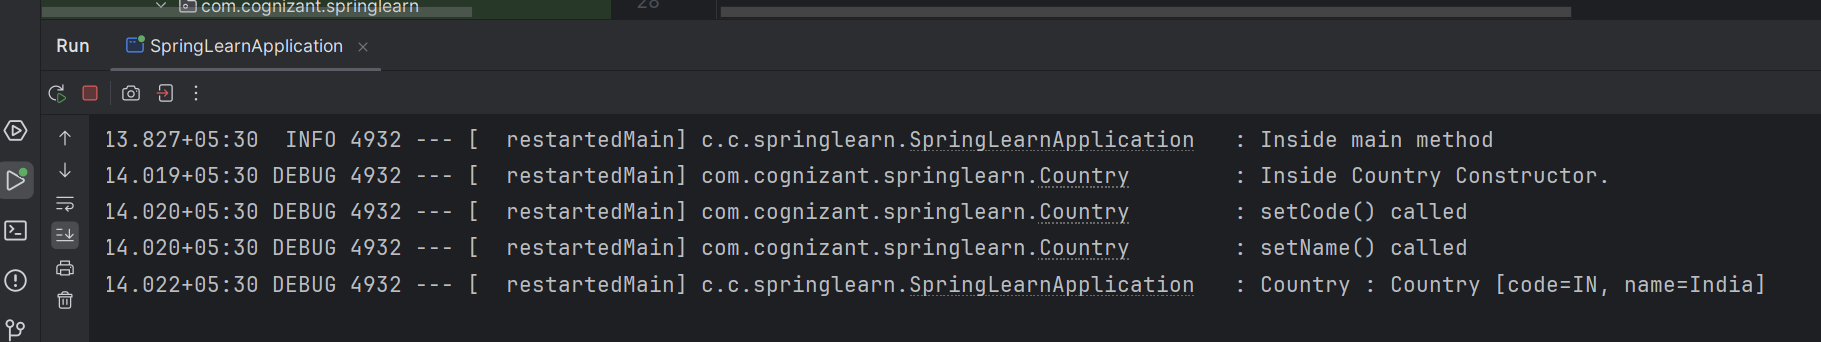 com.cognizant.springlearn
28
Run SpringLearnApplication ×
13.827+05:30  INFO 4932 --- [  restartedMain] c.c.springlearn.SpringLearnApplication   : Inside main method
14.019+05:30 DEBUG 4932 --- [  restartedMain] com.cognizant.springlearn.Country        : Inside Country Constructor.
14.020+05:30 DEBUG 4932 --- [  restartedMain] com.cognizant.springlearn.Country        : setCode() called
14.020+05:30 DEBUG 4932 --- [  restartedMain] com.cognizant.springlearn.Country        : setName() called
14.022+05:30 DEBUG 4932 --- [  restartedMain] c.c.springlearn.SpringLearnApplication   : Country : Country [code=IN, name=India]